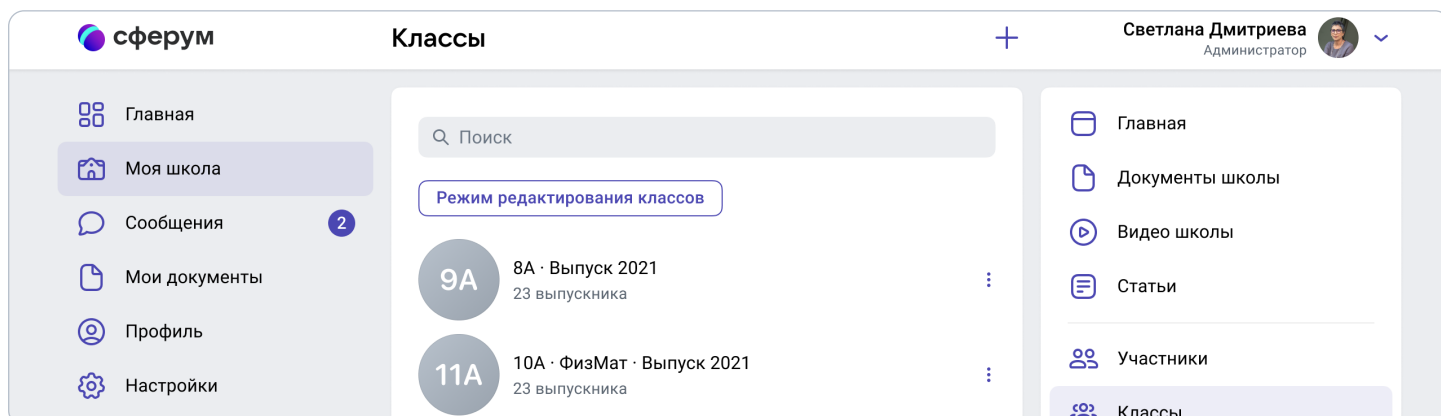 сферум
Классы
Светлана Дмитриева
Администратор
Главная
Моя школа
Сообщения
2
Мои документы
Профиль
Настройки
Поиск
Режим редактирования классов
9А
8А · Выпуск 2021
23 выпускника
11А
10А · ФизМат · Выпуск 2021
23 выпускника
Главная
Документы школы
Видео школы
Статьи
Участники
Классы